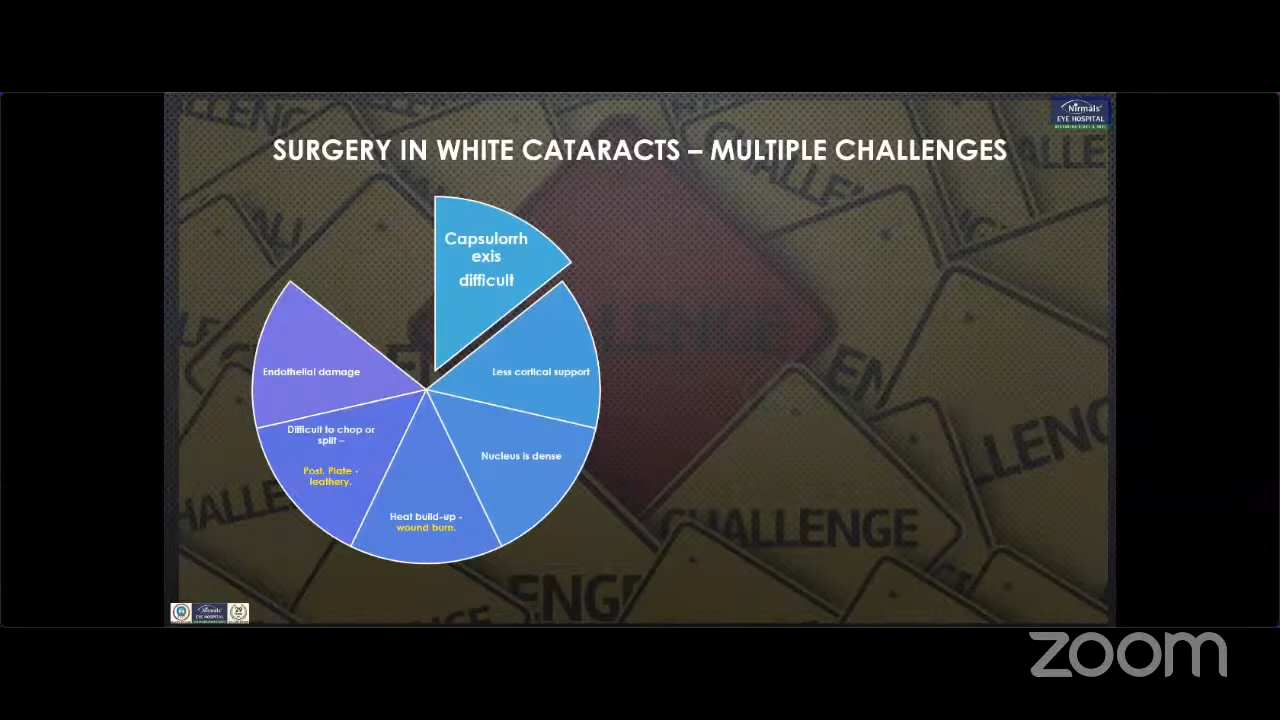 Nirmals'
EYE HOSPITAL
SURGERY IN WHITE CATARACTS – MULTIPLE CHALLENGES
Capsulorrh
exis
difficult
Less cortical support
Nucleus is dense
Heat build-up -
wound burn.
Difficult to chop or
split –
Post. Plate -
leathery.
Endothelial damage
CHALLENGE
zoom